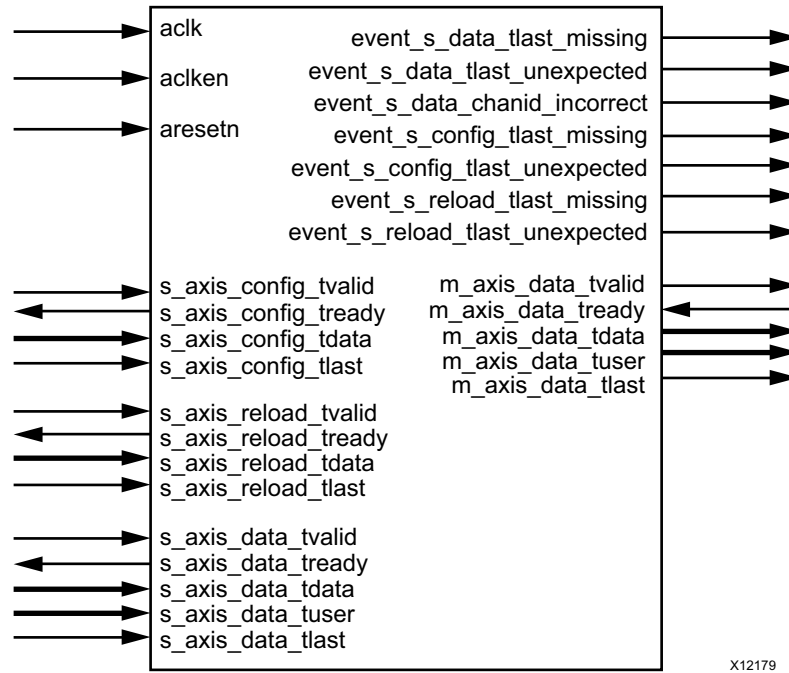 aclk
aclken
aresetn
event_s_data_tlast_missing
event_s_data_tlast_unexpected
event_s_data_chanid_incorrect
event_s_config_tlast_missing
event_s_config_tlast_unexpected
event_s_reload_tlast_missing
event_s_reload_tlast_unexpected
s_axis_config_tvalid
s_axis_config_tready
s_axis_config_tdata
s_axis_config_tlast
s_axis_reload_tvalid
s_axis_reload_tready
s_axis_reload_tdata
s_axis_reload_tlast
s_axis_data_tvalid
s_axis_data_tready
s_axis_data_tdata
s_axis_data_tuser
s_axis_data_tlast
m_axis_data_tvalid
m_axis_data_tready
m_axis_data_tdata
m_axis_data_tuser
m_axis_data_tlast
X12179